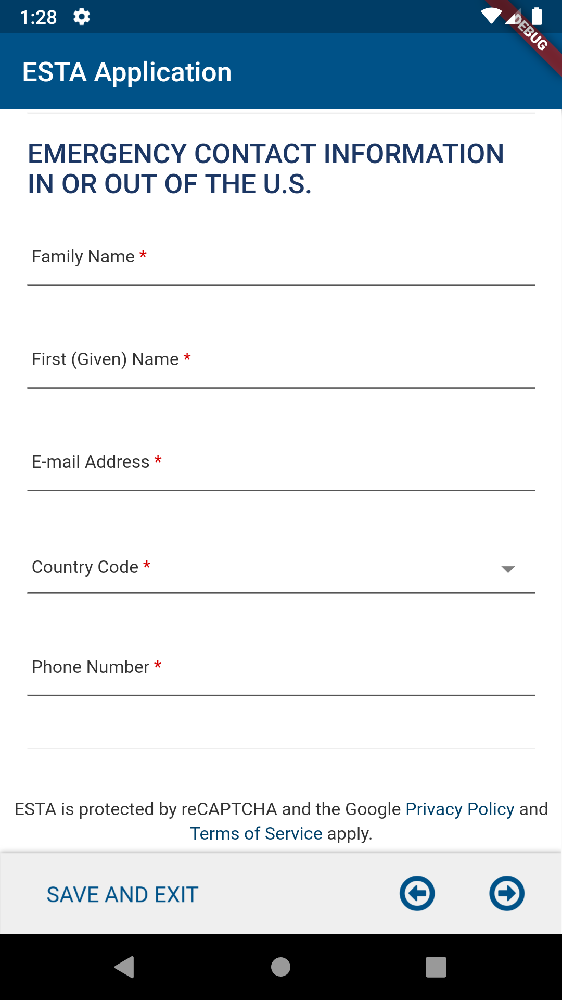 1:28
DEBUG
ESTA Application
EMERGENCY CONTACT INFORMATION
IN OR OUT OF THE U.S.
Family Name *
First (Given) Name *
E-mail Address *
Country Code *
Phone Number *
ESTA is protected by reCAPTCHA and the Google Privacy Policy and
Terms of Service apply.
SAVE AND EXIT